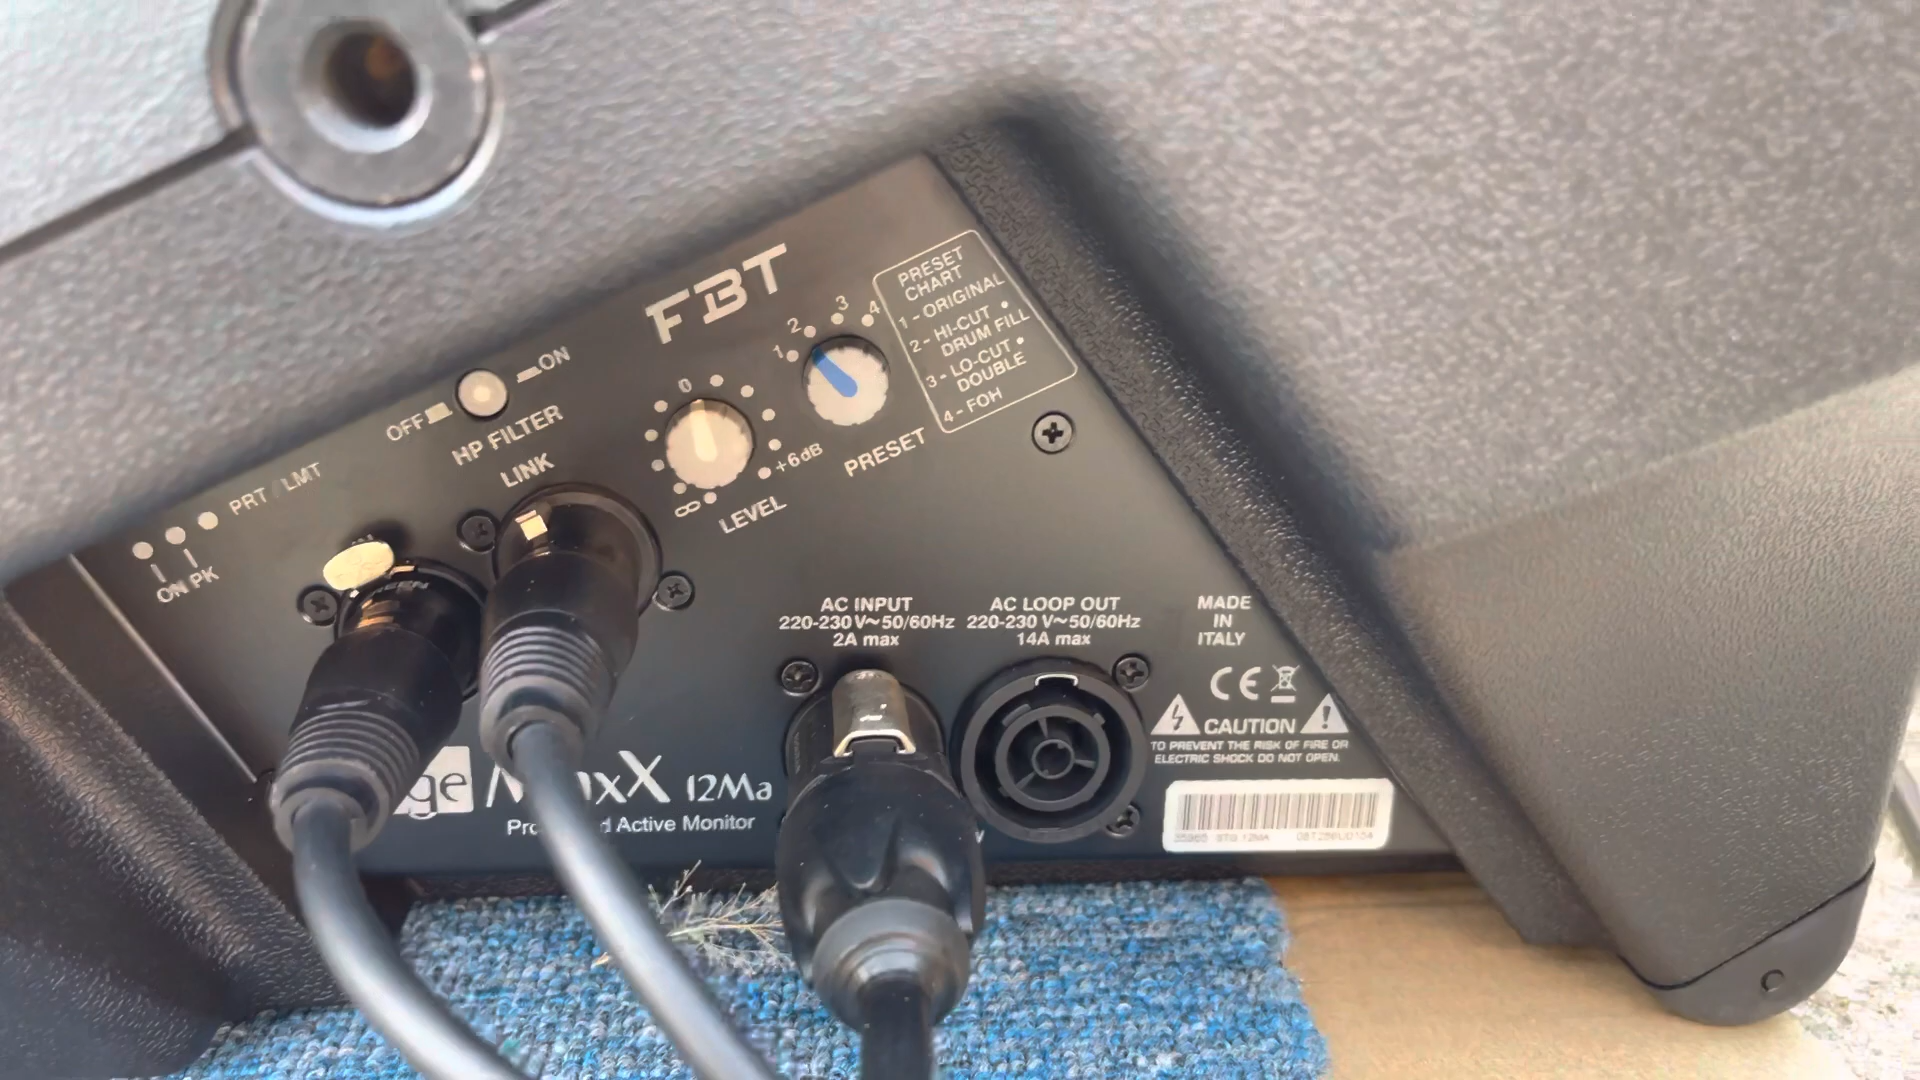 FBT
PRESET
CHART
1 - ORIGINAL
2 - HI-CUT •
DRUM FILL
3 - LO-CUT •
DOUBLE
4 - FOH
1 2 3 4
PRESET
0
+6dB
∞
LEVEL
OFF
ON
HP FILTER
LINK
PRT / LMT
ON PK
AC INPUT
220-230 V~50/60Hz
2A max
AC LOOP OUT
220-230 V~50/60Hz
14A max
MADE
IN
ITALY
CE
CAUTION
TO PREVENT THE RISK OF FIRE OR
ELECTRIC SHOCK DO NOT OPEN.
12Ma
Active Monitor